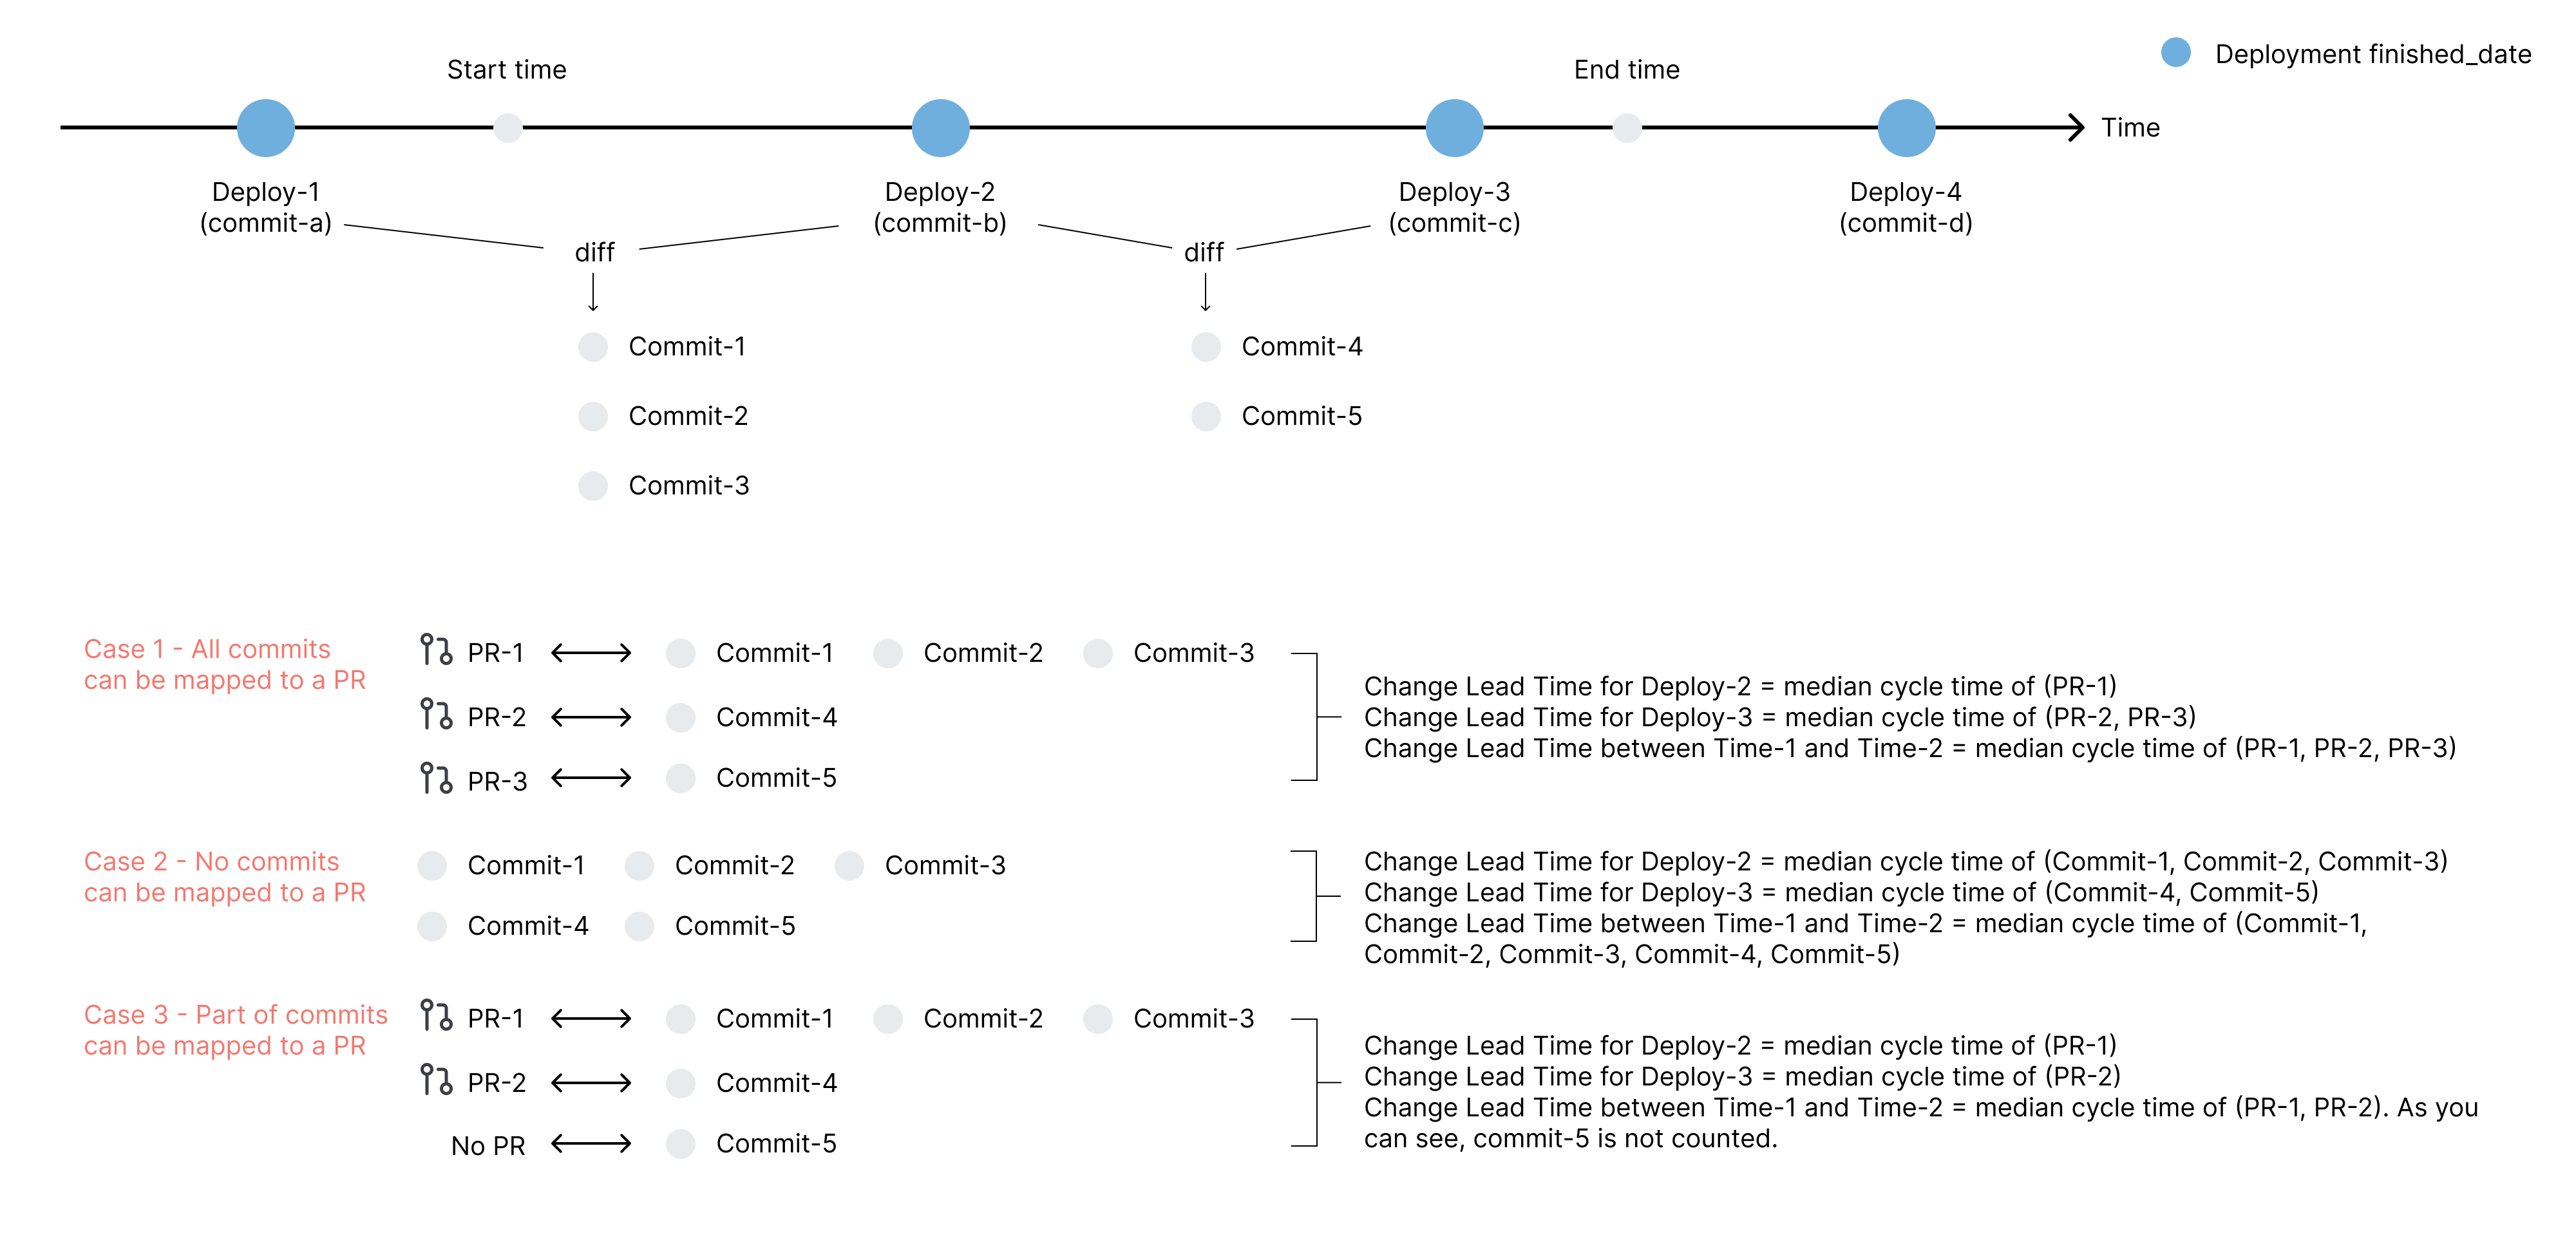 Deployment finished_date
Start time
End time
Time
Deploy-1
(commit-a)
Deploy-2
(commit-b)
Deploy-3
(commit-c)
Deploy-4
(commit-d)
diff
diff
Commit-1
Commit-4
Commit-2
Commit-5
Commit-3
Case 1 - All commits
can be mapped to a PR
PR-1
Commit-1
Commit-2
Commit-3
PR-2
Commit-4
PR-3
Commit-5
Change Lead Time for Deploy-2 = median cycle time of (PR-1)
Change Lead Time for Deploy-3 = median cycle time of (PR-2, PR-3)
Change Lead Time between Time-1 and Time-2 = median cycle time of (PR-1, PR-2, PR-3)
Case 2 - No commits
can be mapped to a PR
Commit-1
Commit-2
Commit-3
Commit-4
Commit-5
Change Lead Time for Deploy-2 = median cycle time of (Commit-1, Commit-2, Commit-3)
Change Lead Time for Deploy-3 = median cycle time of (Commit-4, Commit-5)
Change Lead Time between Time-1 and Time-2 = median cycle time of (Commit-1,
Commit-2, Commit-3, Commit-4, Commit-5)
Case 3 - Part of commits
can be mapped to a PR
PR-1
Commit-1
Commit-2
Commit-3
PR-2
Commit-4
No PR
Commit-5
Change Lead Time for Deploy-2 = median cycle time of (PR-1)
Change Lead Time for Deploy-3 = median cycle time of (PR-2)
Change Lead Time between Time-1 and Time-2 = median cycle time of (PR-1, PR-2). As you
can see, commit-5 is not counted.